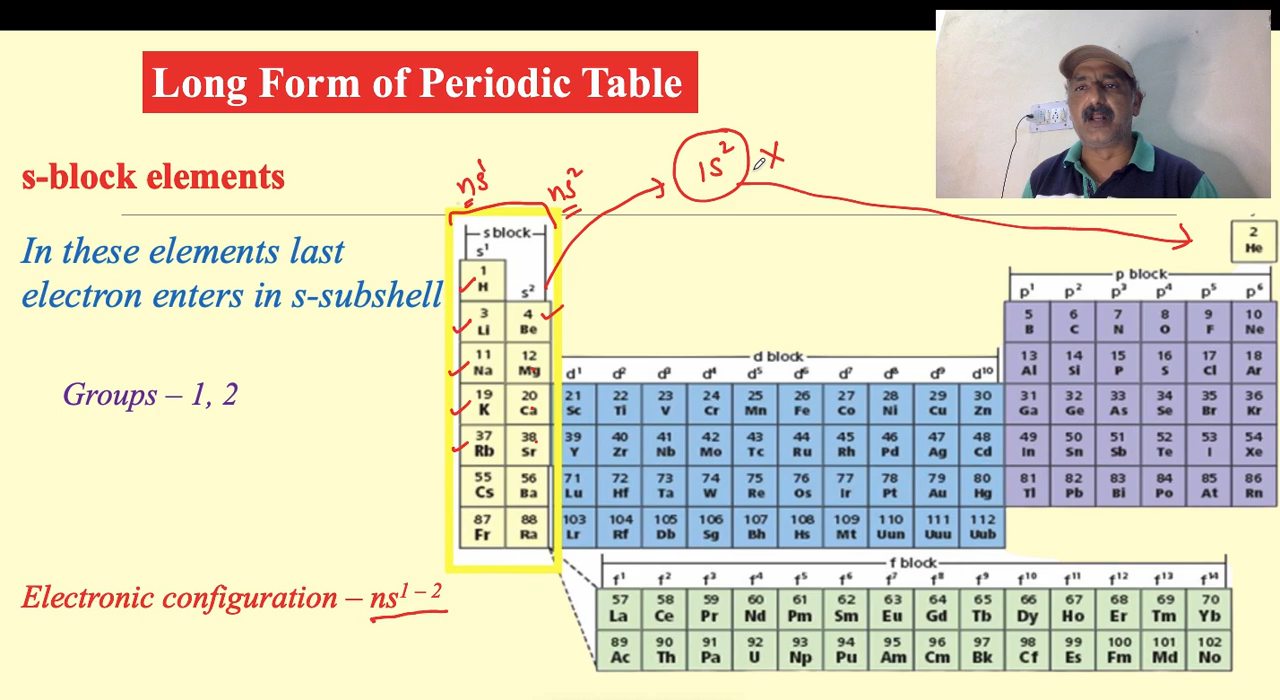 Long Form of Periodic Table
s-block elements
ns¹
ns²
1s²
X
In these elements last
electron enters in s-subshell
Groups – 1, 2
Electronic configuration – ns¹ ⁻ ²
s block
s¹
s²
2
He
p block
p¹ p² p³ p⁴ p⁵ p⁶
1
H
3 4 5 6 7 8 9 10
Li Be B C N O F Ne
d block
11 12 13 14 15 16 17 18
Na Mg Al Si P S Cl Ar
d¹ d² d³ d⁴ d⁵ d⁶ d⁷ d⁸ d⁹ d¹⁰
19 20 21 22 23 24 25 26 27 28 29 30 31 32 33 34 35 36
K Ca Sc Ti V Cr Mn Fe Co Ni Cu Zn Ga Ge As Se Br Kr
37 38 39 40 41 42 43 44 45 46 47 48 49 50 51 52 53 54
Rb Sr Y Zr Nb Mo Tc Ru Rh Pd Ag Cd In Sn Sb Te I Xe
55 56 71 72 73 74 75 76 77 78 79 80 81 82 83 84 85 86
Cs Ba Lu Hf Ta W Re Os Ir Pt Au Hg Tl Pb Bi Po At Rn
87 88 103 104 105 106 107 108 109 110 111 112
Fr Ra Lr Rf Db Sg Bh Hs Mt Uun Uuu Uub
f block
f¹ f² f³ f⁴ f⁵ f⁶ f⁷ f⁸ f⁹ f¹⁰ f¹¹ f¹² f¹³ f¹⁴
57 58 59 60 61 62 63 64 65 66 67 68 69 70
La Ce Pr Nd Pm Sm Eu Gd Tb Dy Ho Er Tm Yb
89 90 91 92 93 94 95 96 97 98 99 100 101 102
Ac Th Pa U Np Pu Am Cm Bk Cf Es Fm Md No